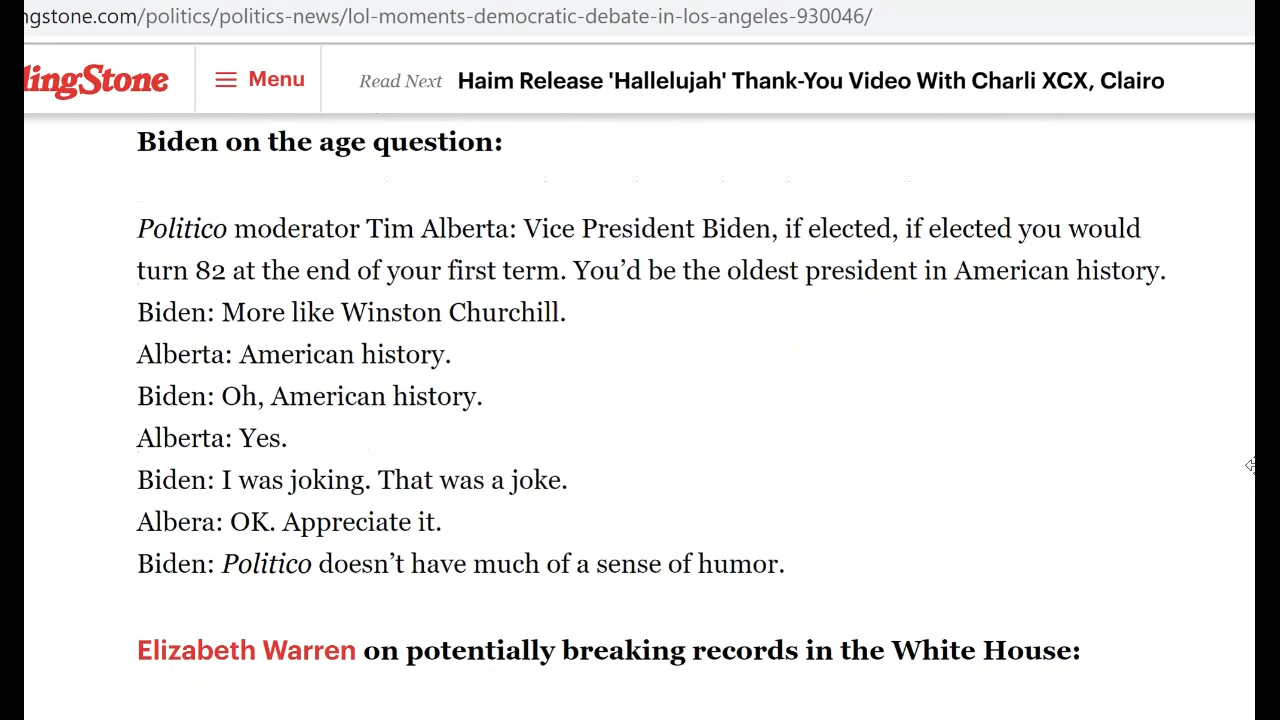 ngstone.com/politics/politics-news/lol-moments-democratic-debate-in-los-angeles-930046/
lingStone
Menu
Read Next Haim Release 'Hallelujah' Thank-You Video With Charli XCX, Clairo
Biden on the age question:
Politico moderator Tim Alberta: Vice President Biden, if elected, if elected you would
turn 82 at the end of your first term. You’d be the oldest president in American history.
Biden: More like Winston Churchill.
Alberta: American history.
Biden: Oh, American history.
Alberta: Yes.
Biden: I was joking. That was a joke.
Albera: OK. Appreciate it.
Biden: Politico doesn’t have much of a sense of humor.
Elizabeth Warren on potentially breaking records in the White House: